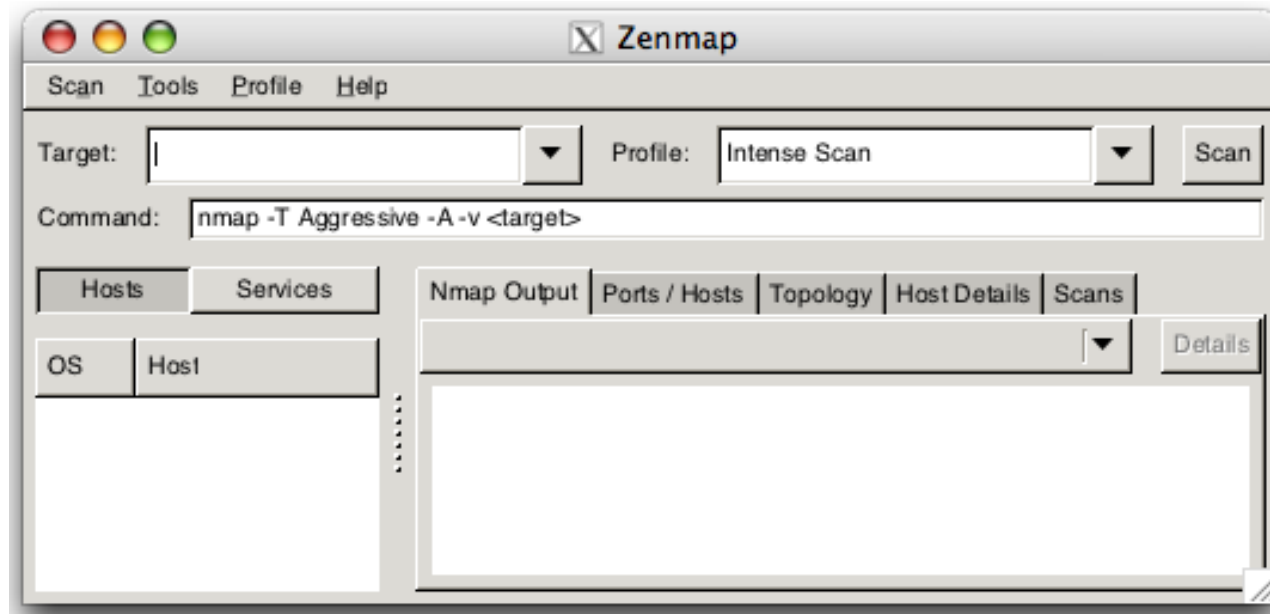 Zenmap
Scan Tools Profile Help
Target: Profile: Intense Scan Scan
Command: nmap -T Aggressive -A -v <target>
Hosts Services Nmap Output Ports / Hosts Topology Host Details Scans
Details
OS Host